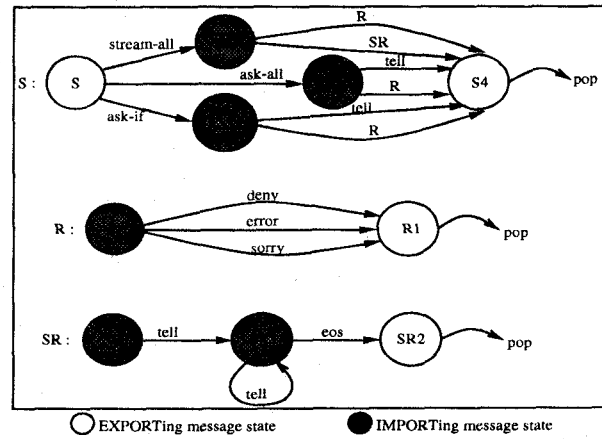 R
stream-all
SR
tell
S :
S
ask-all
S4
R
pop
tell
ask-if
R
deny
R :
error
R1
sorry
pop
SR :
tell
eos
SR2
tell
pop
EXPORTing message state
IMPORTing message state